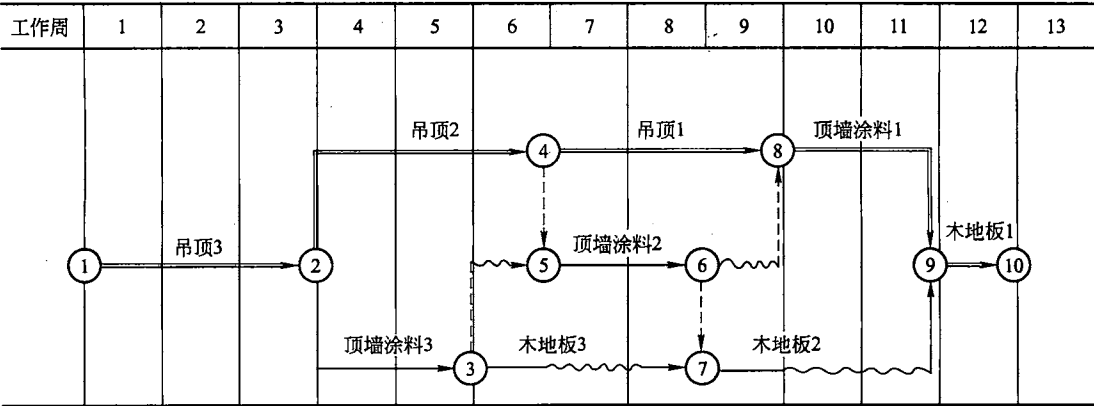 工作周 1 2 3 4 5 6 7 8 9 10 11 12 13
吊顶2 吊顶1 顶墙涂料1
④ ⑧
吊顶3 顶墙涂料2 木地板1
① ② ⑤ ⑥ ⑨ ⑩
顶墙涂料3 木地板3 木地板2
③ ⑦